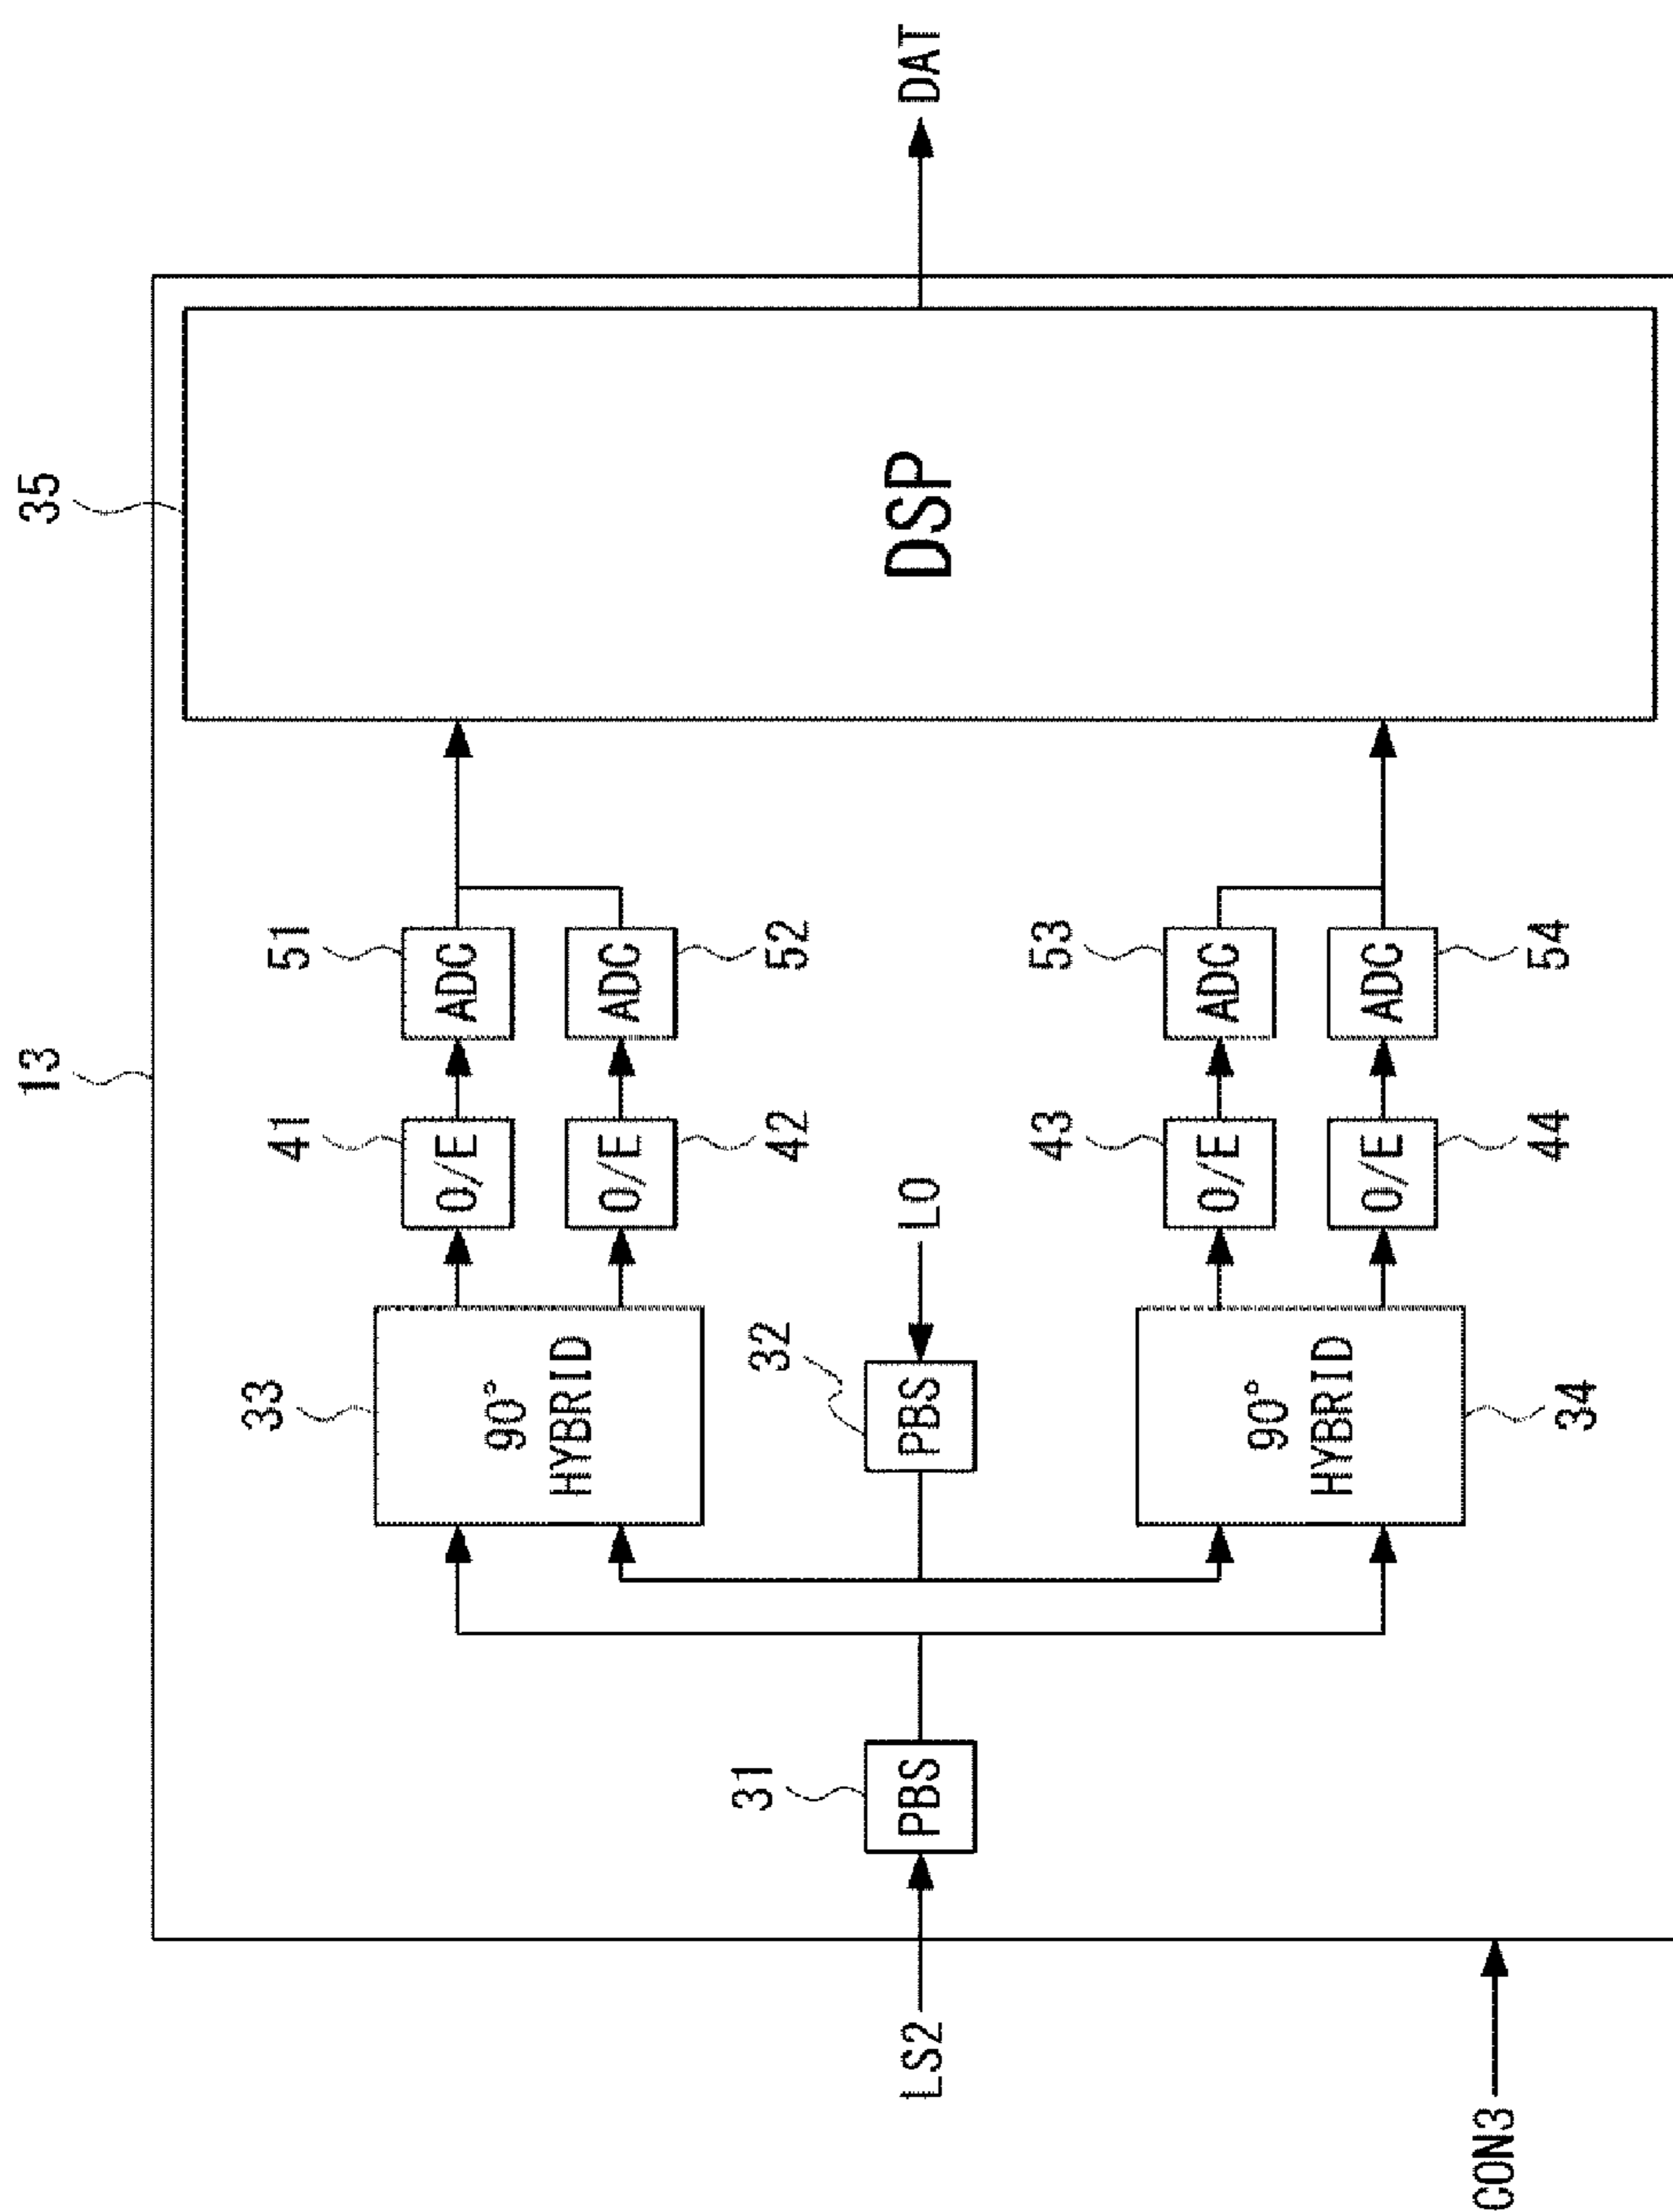 13
35
33
41
51
O/E
ADC
90°
HYBRID
O/E
ADC
31
32
42
52
LS2
PBS
PBS
LO
DSP
DAT
43
53
O/E
ADC
90°
HYBRID
O/E
ADC
CON3
34
44
54